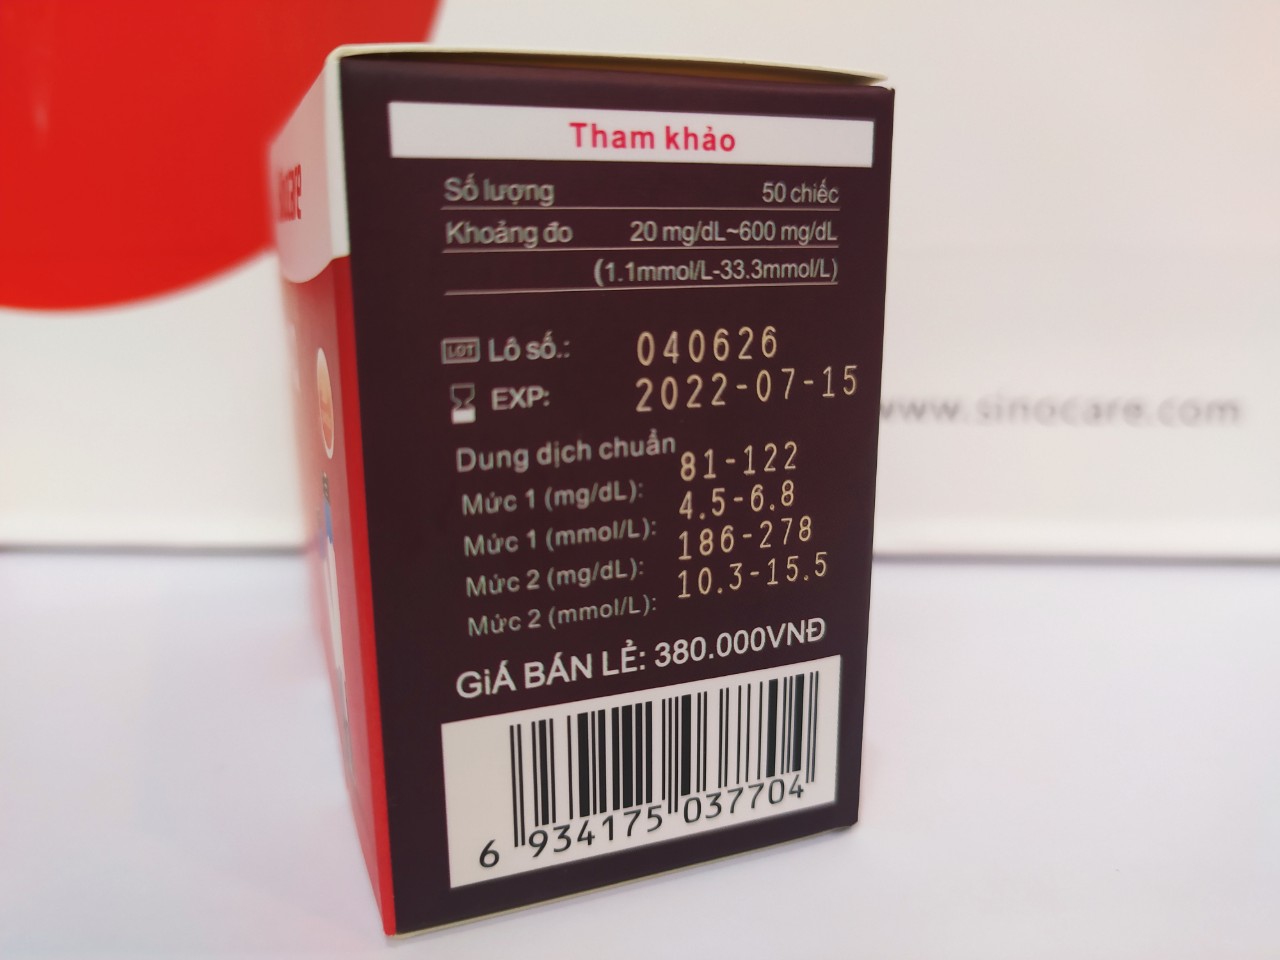 Tham khảo
Số lượng 50 chiếc
Khoảng đo 20 mg/dL~600 mg/dL
(1.1mmol/L-33.3mmol/L)
LOT Lô số.: 040626
EXP: 2022-07-15
Dung dịch chuẩn
Mức 1 (mg/dL): 81-122
Mức 1 (mmol/L): 4.5-6.8
Mức 2 (mg/dL): 186-278
Mức 2 (mmol/L): 10.3-15.5
GiÁ BÁN LẺ: 380.000VNĐ
6 934175 037704
www.sinocare.com